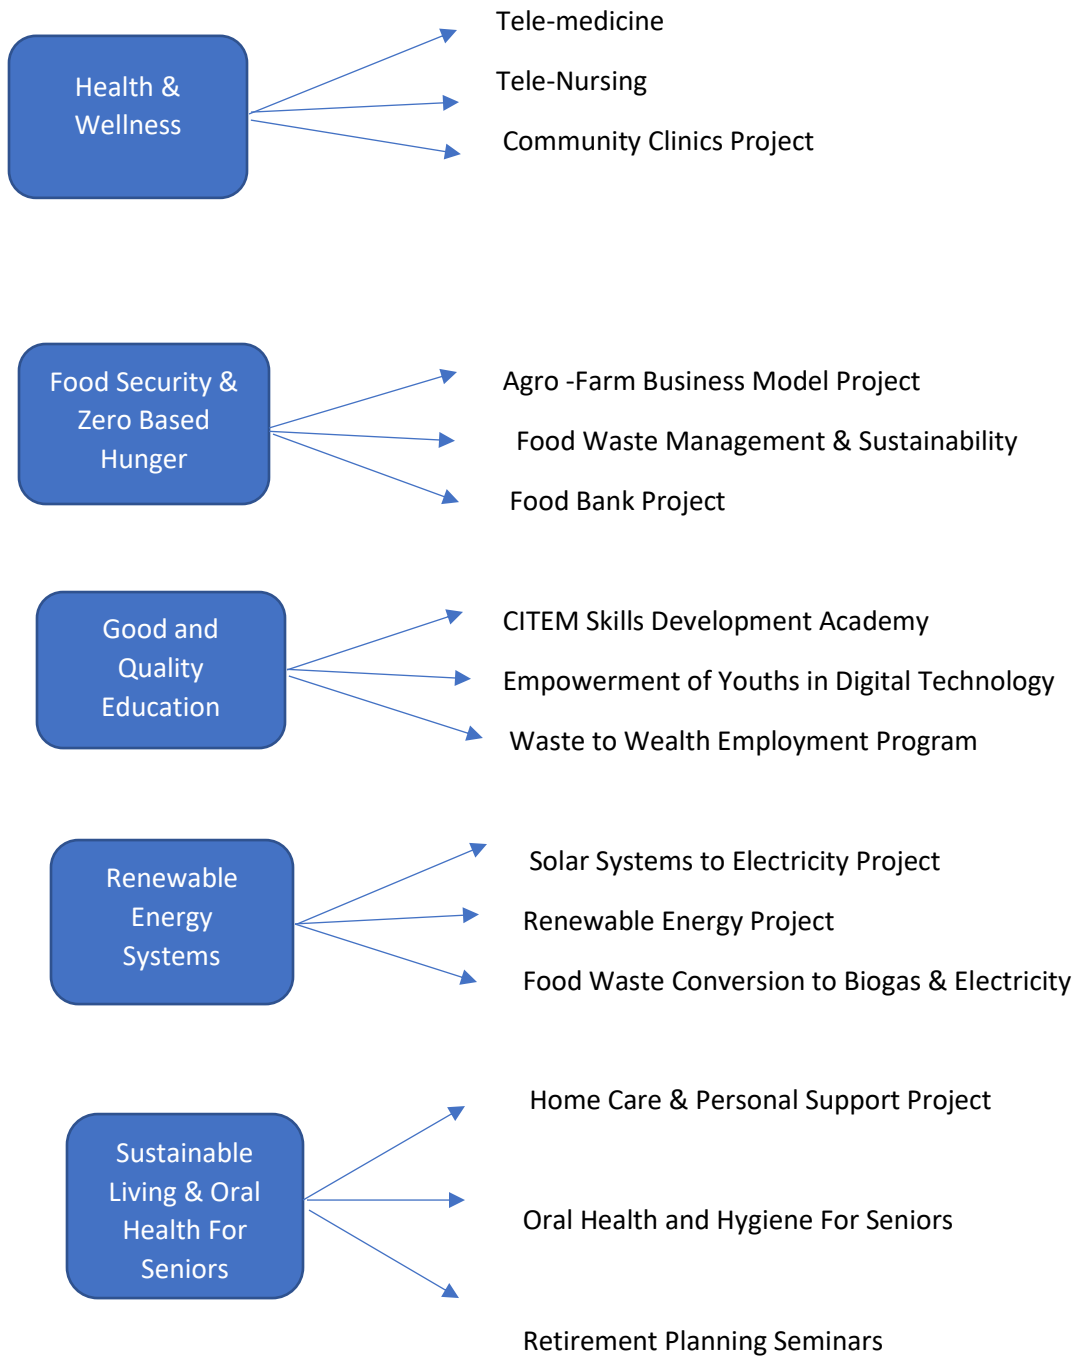 Health &
Wellness
Tele-medicine
Tele-Nursing
Community Clinics Project
Food Security &
Zero Based
Hunger
Agro -Farm Business Model Project
Food Waste Management & Sustainability
Food Bank Project
Good and
Quality
Education
CITEM Skills Development Academy
Empowerment of Youths in Digital Technology
Waste to Wealth Employment Program
Renewable
Energy
Systems
Solar Systems to Electricity Project
Renewable Energy Project
Food Waste Conversion to Biogas & Electricity
Sustainable
Living & Oral
Health For
Seniors
Home Care & Personal Support Project
Oral Health and Hygiene For Seniors
Retirement Planning Seminars